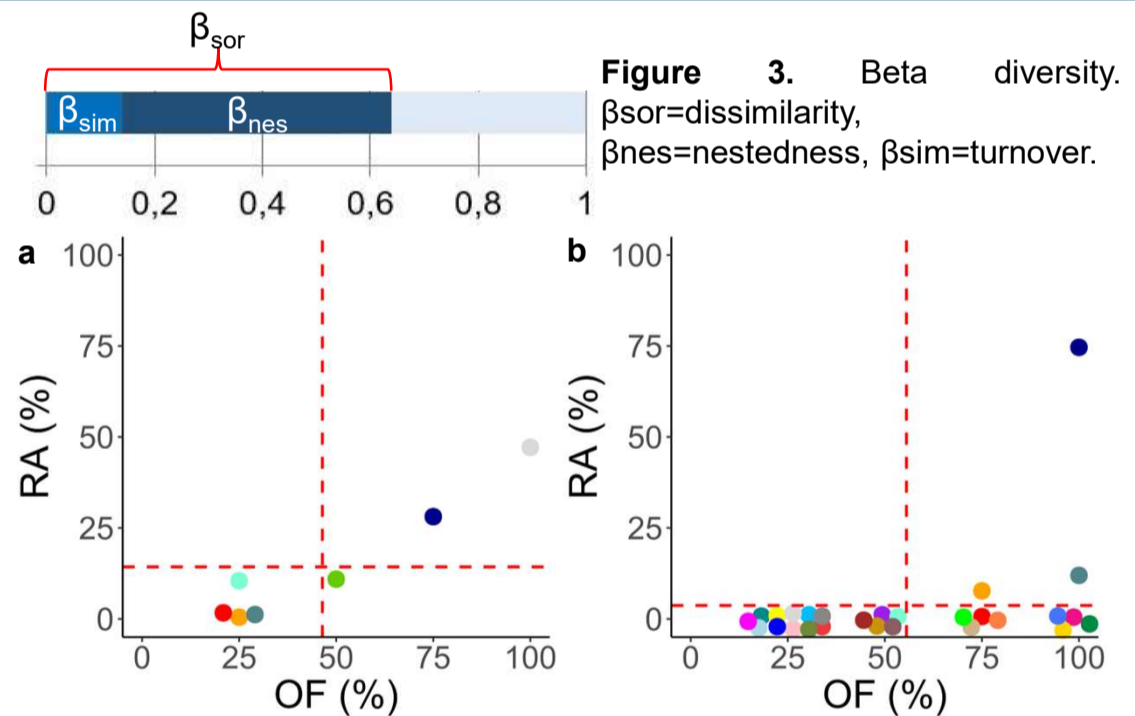 βsor
βsim βnes
0 0,2 0,4 0,6 0,8 1
Figure 3. Beta diversity.
βsor=dissimilarity,
βnes=nestedness, βsim=turnover.
a
100
75
50
25
0
RA (%)
0 25 50 75 100
OF (%)
b
100
75
50
25
0
RA (%)
0 25 50 75 100
OF (%)